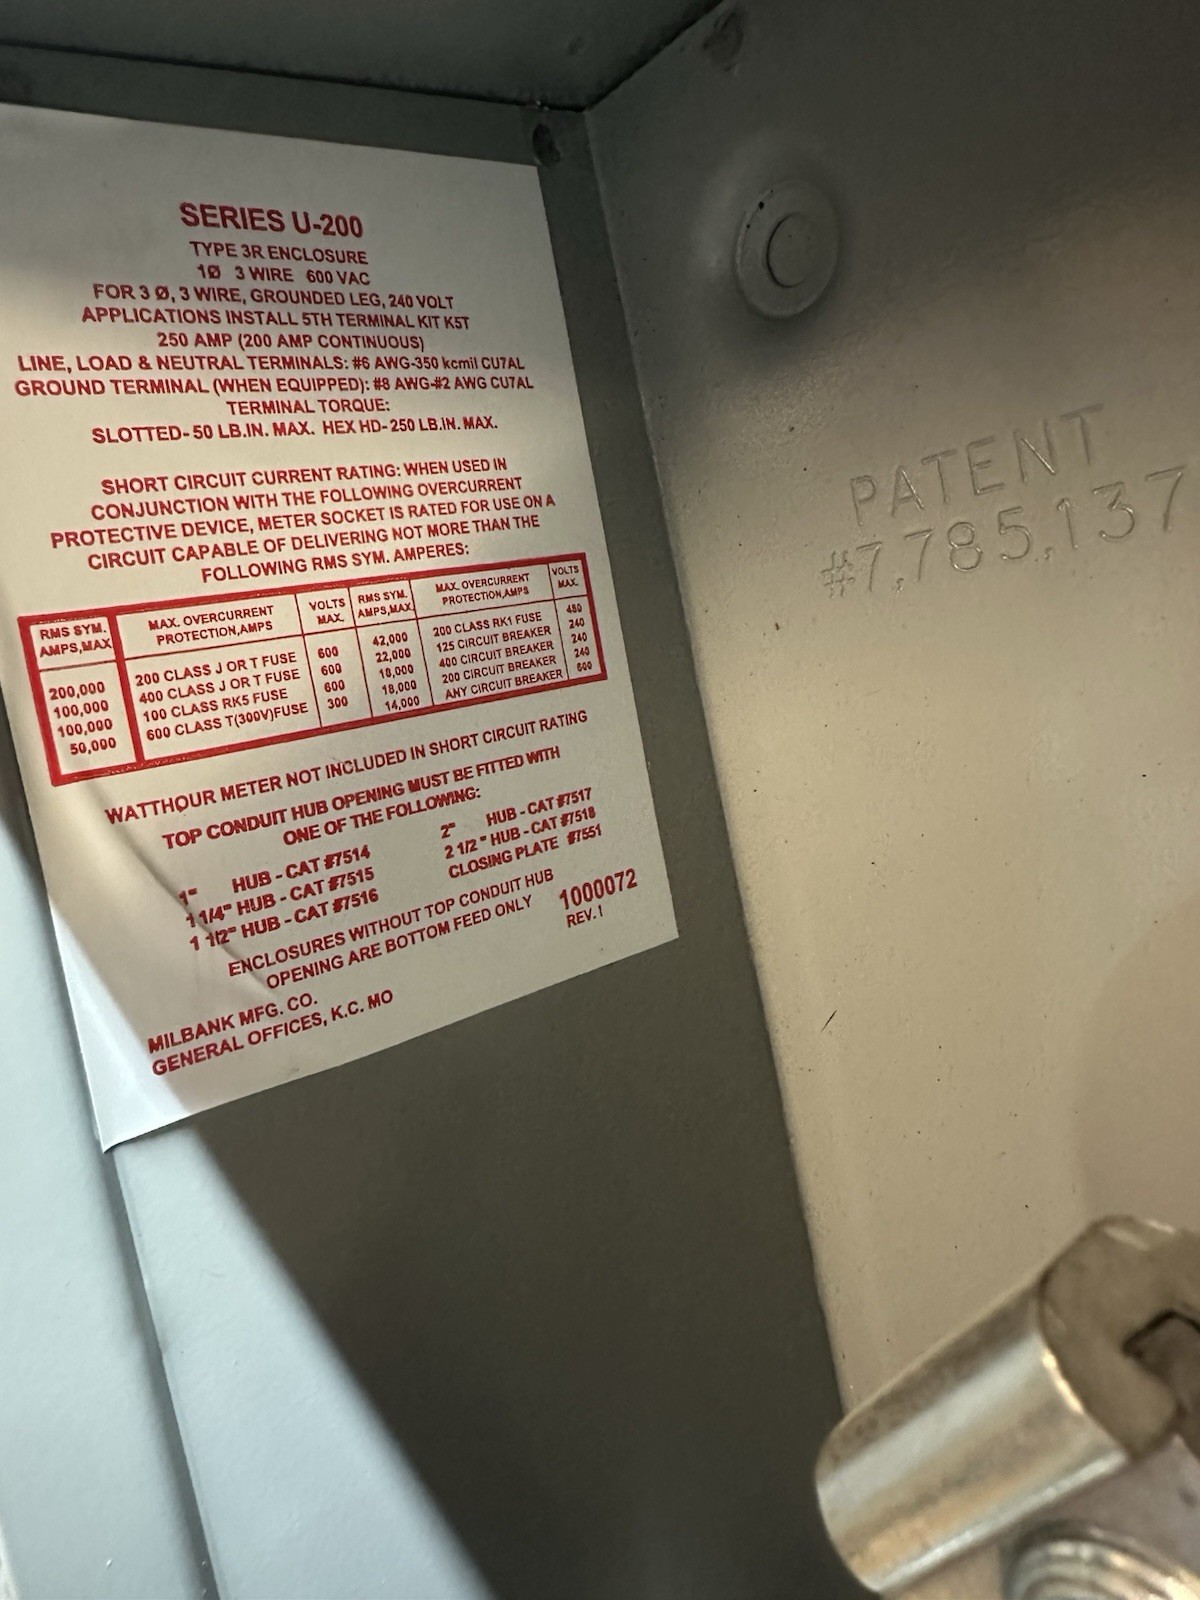 SERIES U-200
TYPE 3R ENCLOSURE
1Ø 3 WIRE 600 VAC
FOR 3 Ø, 3 WIRE, GROUNDED LEG, 240 VOLT
APPLICATIONS INSTALL 5TH TERMINAL KIT K5T
250 AMP (200 AMP CONTINUOUS)
LINE, LOAD & NEUTRAL TERMINALS: #6 AWG-350 kcmil CU7AL
GROUND TERMINAL (WHEN EQUIPPED): #8 AWG-#2 AWG CU7AL
TERMINAL TORQUE:
SLOTTED- 50 LB.IN. MAX. HEX HD- 250 LB.IN. MAX.
SHORT CIRCUIT CURRENT RATING: WHEN USED IN
CONJUNCTION WITH THE FOLLOWING OVERCURRENT
PROTECTIVE DEVICE, METER SOCKET IS RATED FOR USE ON A
CIRCUIT CAPABLE OF DELIVERING NOT MORE THAN THE
FOLLOWING RMS SYM. AMPERES:
RMS SYM. AMPS,MAX MAX. OVERCURRENT PROTECTION,AMPS VOLTS MAX. RMS SYM. AMPS,MAX. MAX. OVERCURRENT PROTECTION,AMPS VOLTS MAX.
200,000 200 CLASS J OR T FUSE 600 42,000 200 CLASS RK1 FUSE 480
100,000 400 CLASS J OR T FUSE 600 22,000 125 CIRCUIT BREAKER 240
100,000 100 CLASS RK5 FUSE 600 18,000 400 CIRCUIT BREAKER 240
50,000 600 CLASS T(300V)FUSE 300 18,000 200 CIRCUIT BREAKER 240
14,000 ANY CIRCUIT BREAKER 600
WATTHOUR METER NOT INCLUDED IN SHORT CIRCUIT RATING
TOP CONDUIT HUB OPENING MUST BE FITTED WITH
ONE OF THE FOLLOWING:
1" HUB - CAT #7514 2" HUB - CAT #7517
1 1/4" HUB - CAT #7515 2 1/2" HUB - CAT #7518
1 1/2" HUB - CAT #7516 CLOSING PLATE #7551
ENCLOSURES WITHOUT TOP CONDUIT HUB
OPENING ARE BOTTOM FEED ONLY
1000072
REV.1
MILBANK MFG. CO.
GENERAL OFFICES, K.C. MO
PATENT
#7,785,137